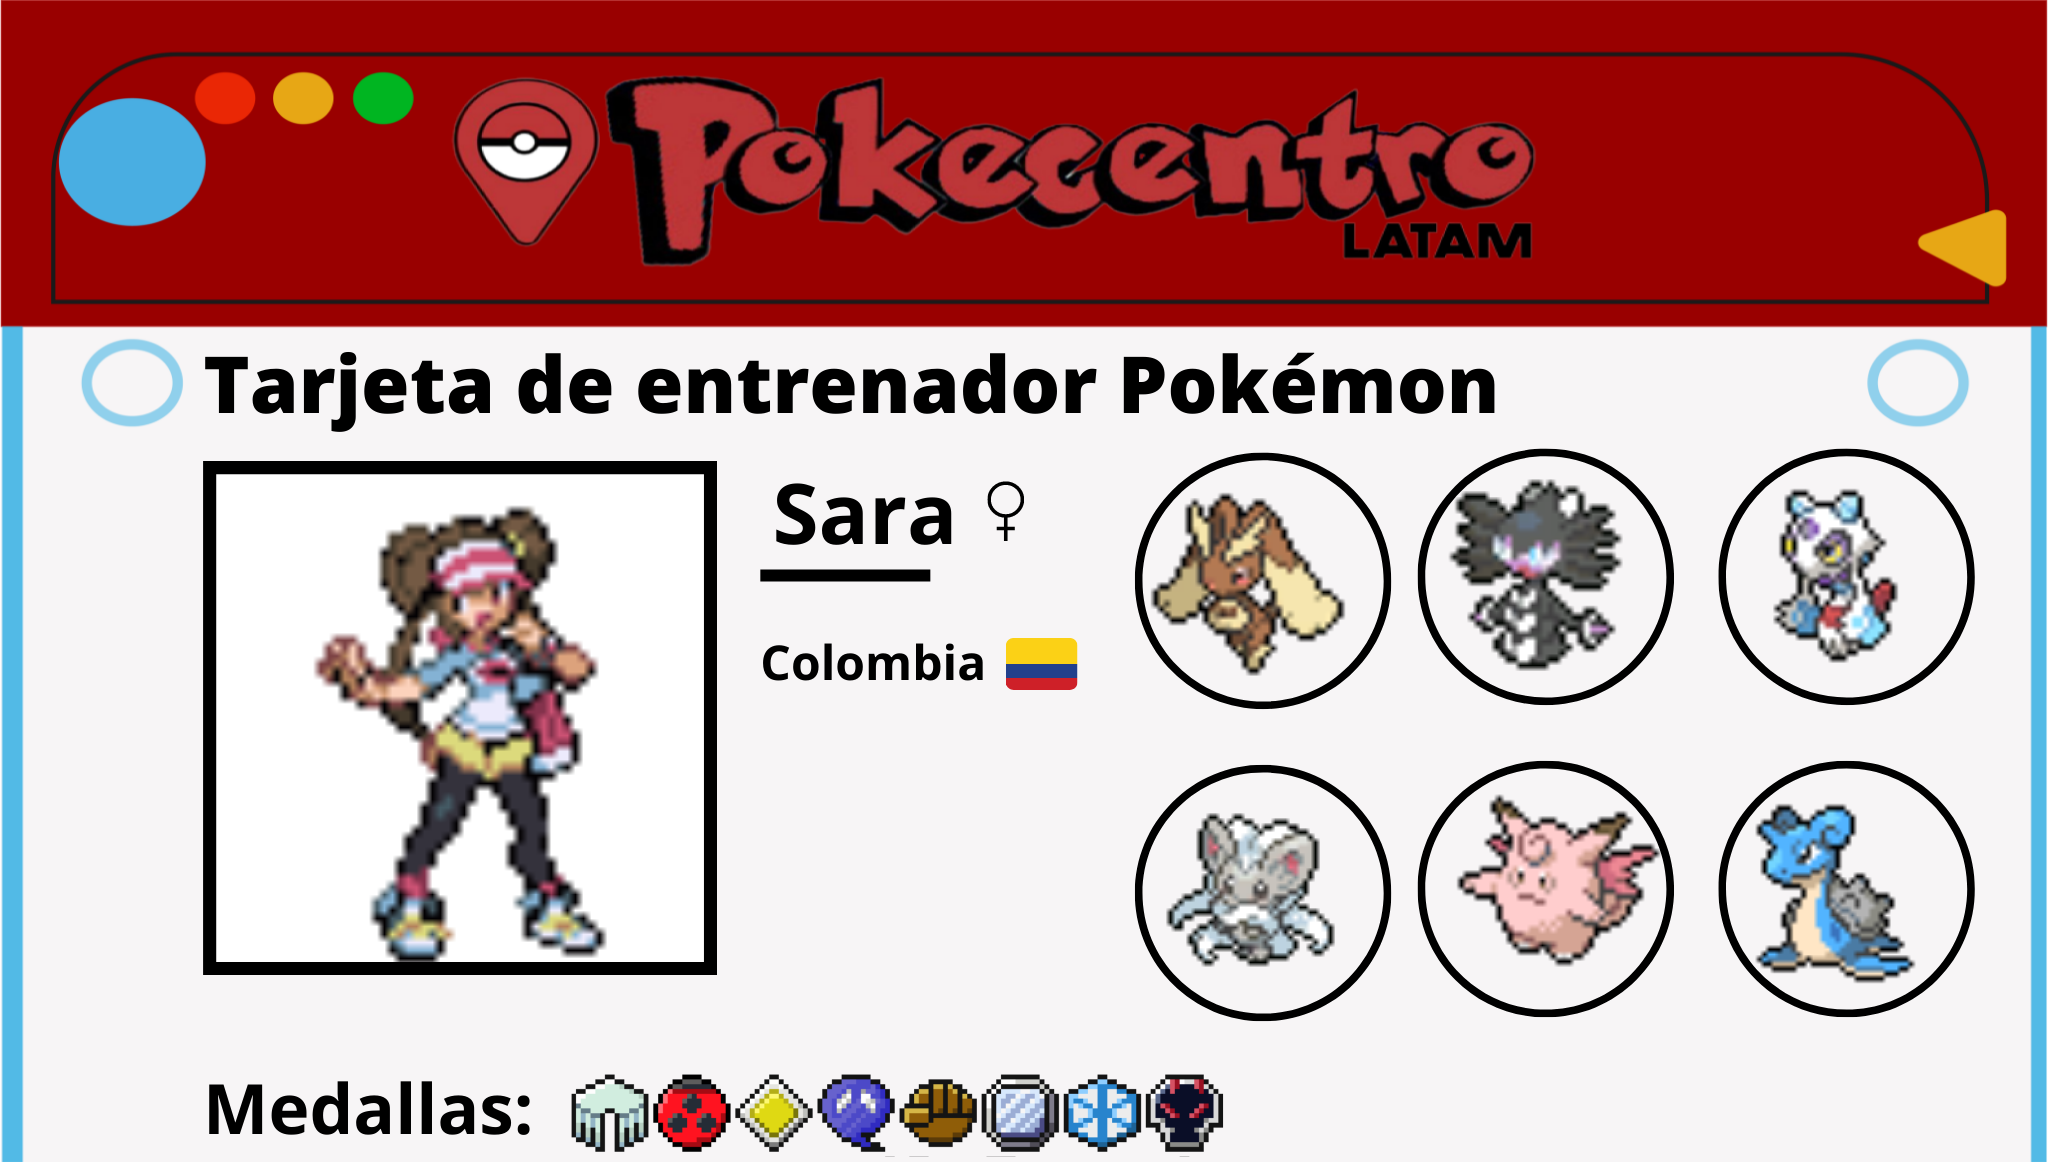 Pokecentro
LATAM
Tarjeta de entrenador Pokémon
Sara ♀
Colombia
Medallas: